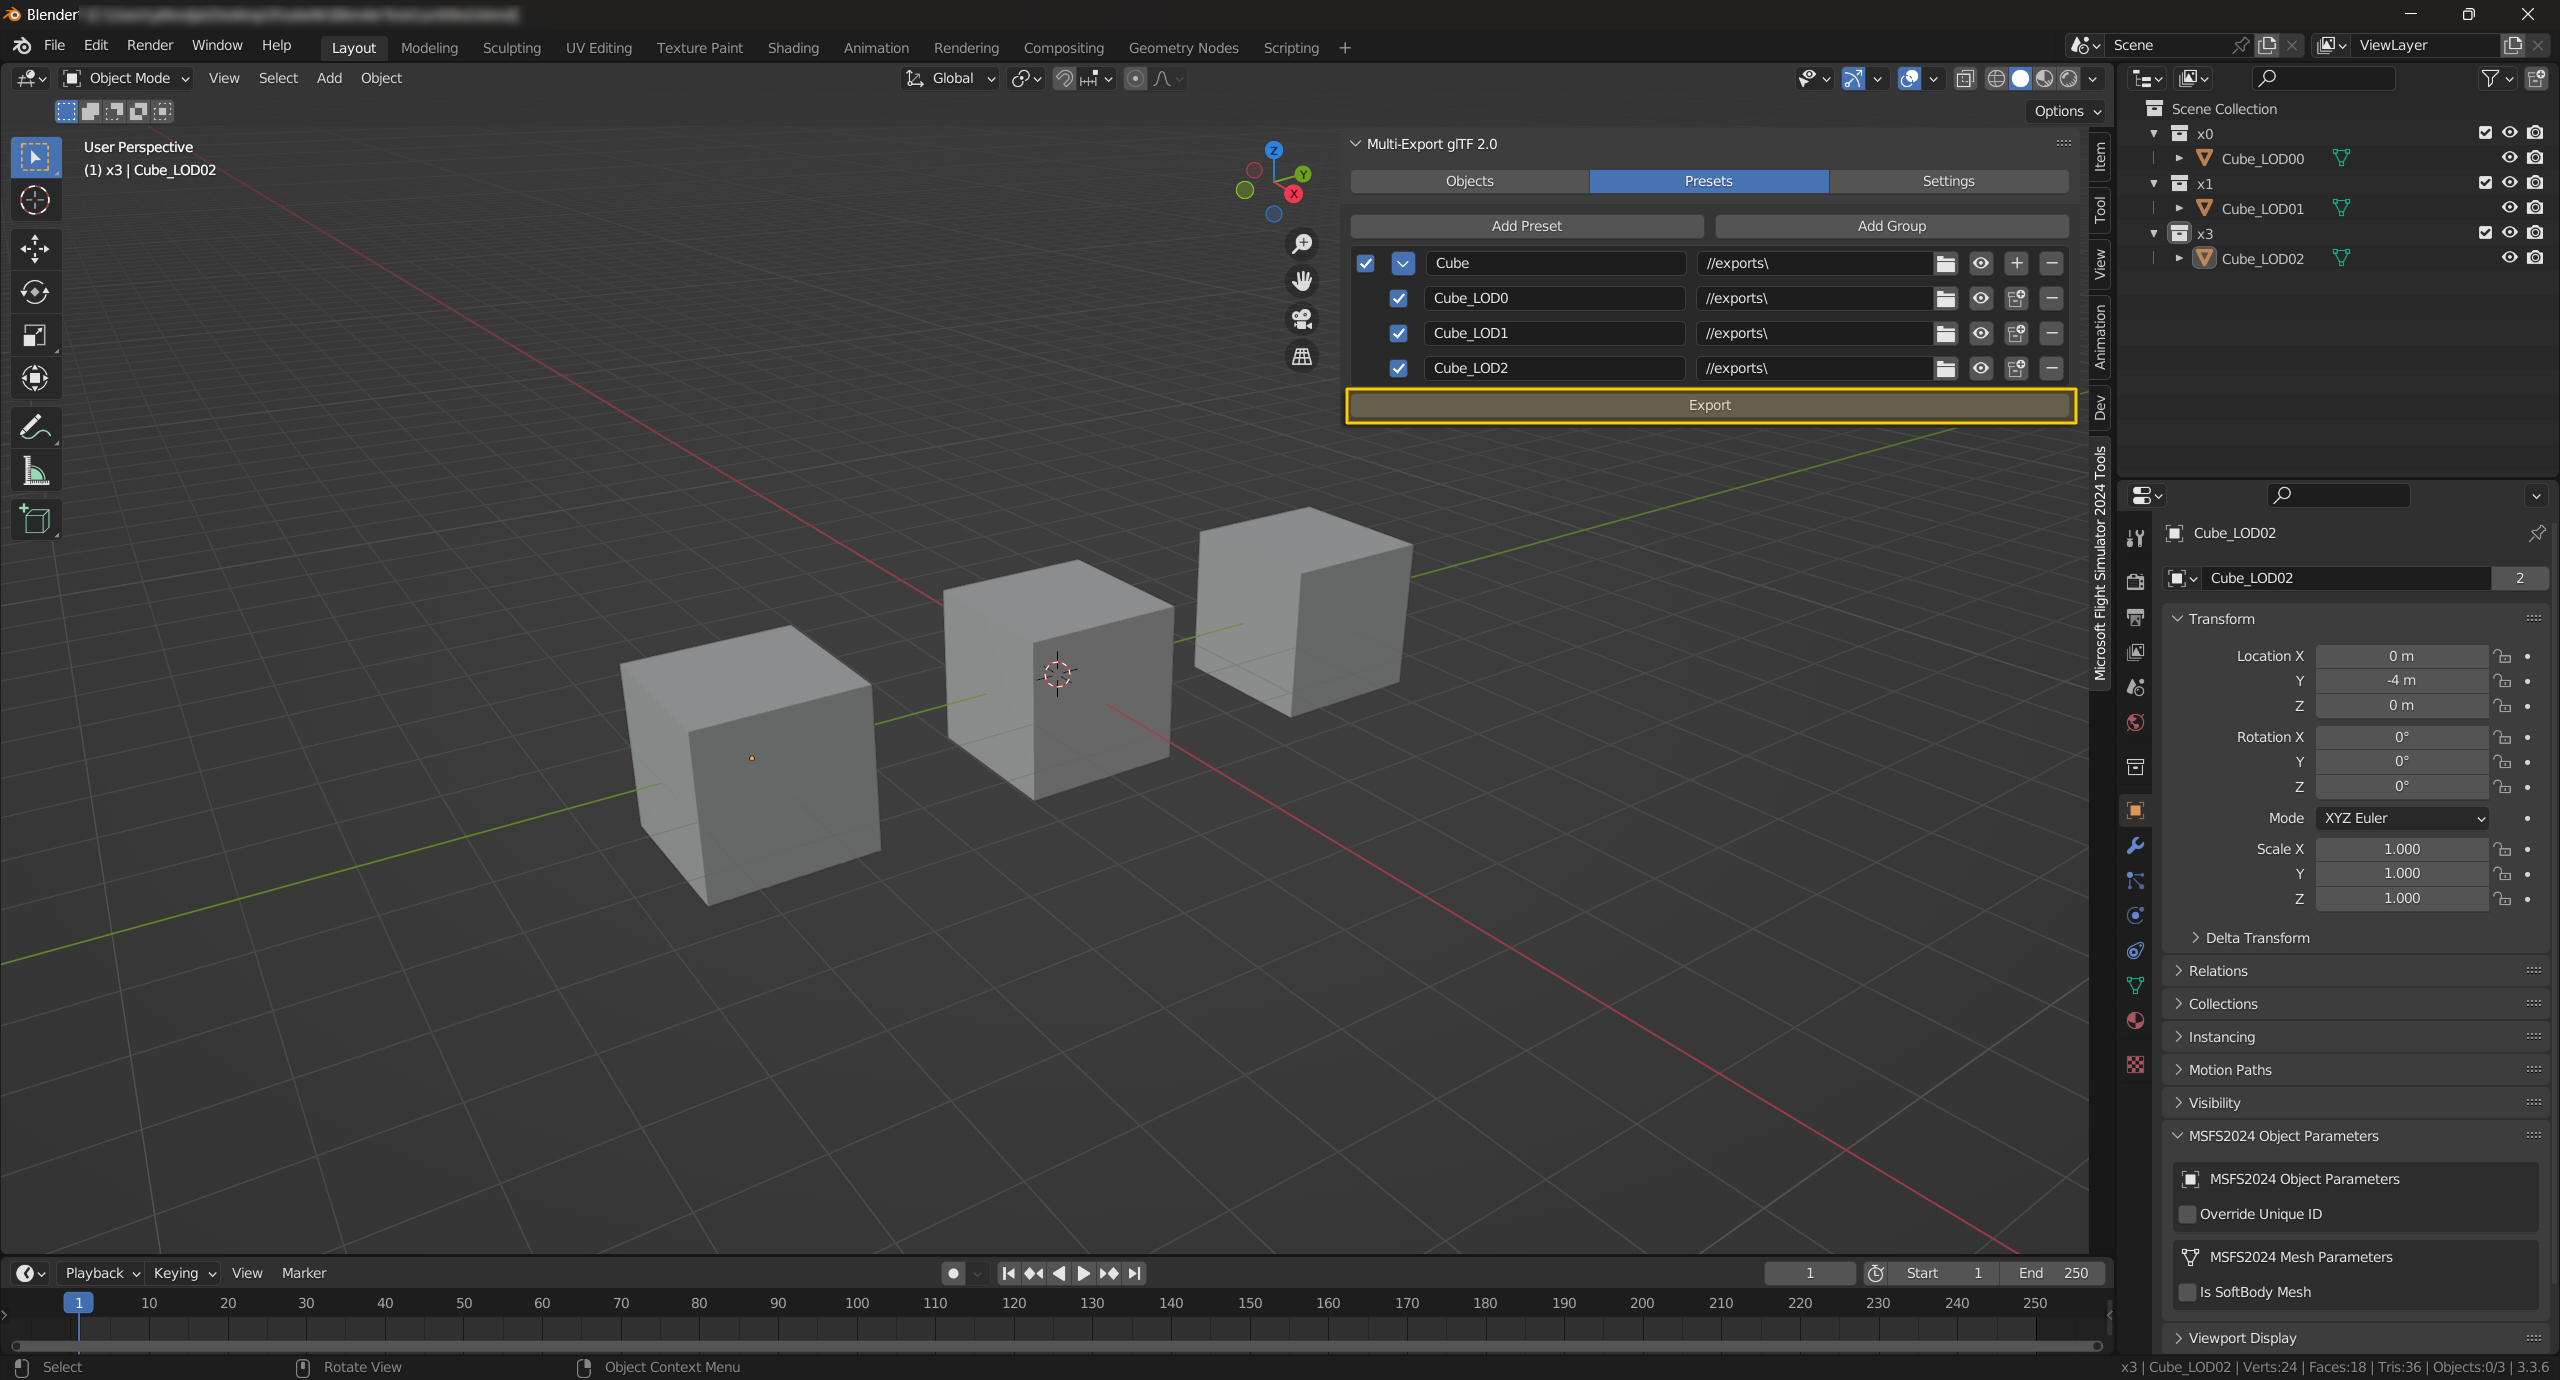 Blender
File Edit Render Window Help Layout Modeling Sculpting UV Editing Texture Paint Shading Animation Rendering Compositing Geometry Nodes Scripting + Scene ViewLayer
Object Mode View Select Add Object Global
Options
User Perspective
(1) x3 | Cube_LOD02
Z
Y
X
Multi-Export glTF 2.0
Objects Presets Settings
Add Preset Add Group
Cube //exports\
Cube_LOD0 //exports\
Cube_LOD1 //exports\
Cube_LOD2 //exports\
Export
Item
Tool
View
Animation
Dev
Microsoft Flight Simulator 2024 Tools
Scene Collection
x0
Cube_LOD00
x1
Cube_LOD01
x3
Cube_LOD02
Cube_LOD02
Cube_LOD02 2
Transform
Location X 0 m
Y -4 m
Z 0 m
Rotation X 0°
Y 0°
Z 0°
Mode XYZ Euler
Scale X 1.000
Y 1.000
Z 1.000
Delta Transform
Relations
Collections
Instancing
Motion Paths
Visibility
MSFS2024 Object Parameters
MSFS2024 Object Parameters
Override Unique ID
MSFS2024 Mesh Parameters
Is SoftBody Mesh
Viewport Display
Playback Keying View Marker 1 Start 1 End 250
1 10 20 30 40 50 60 70 80 90 100 110 120 130 140 150 160 170 180 190 200 210 220 230 240 250
Select Rotate View Object Context Menu x3 | Cube_LOD02 | Verts:24 | Faces:18 | Tris:36 | Objects:0/3 | 3.3.6